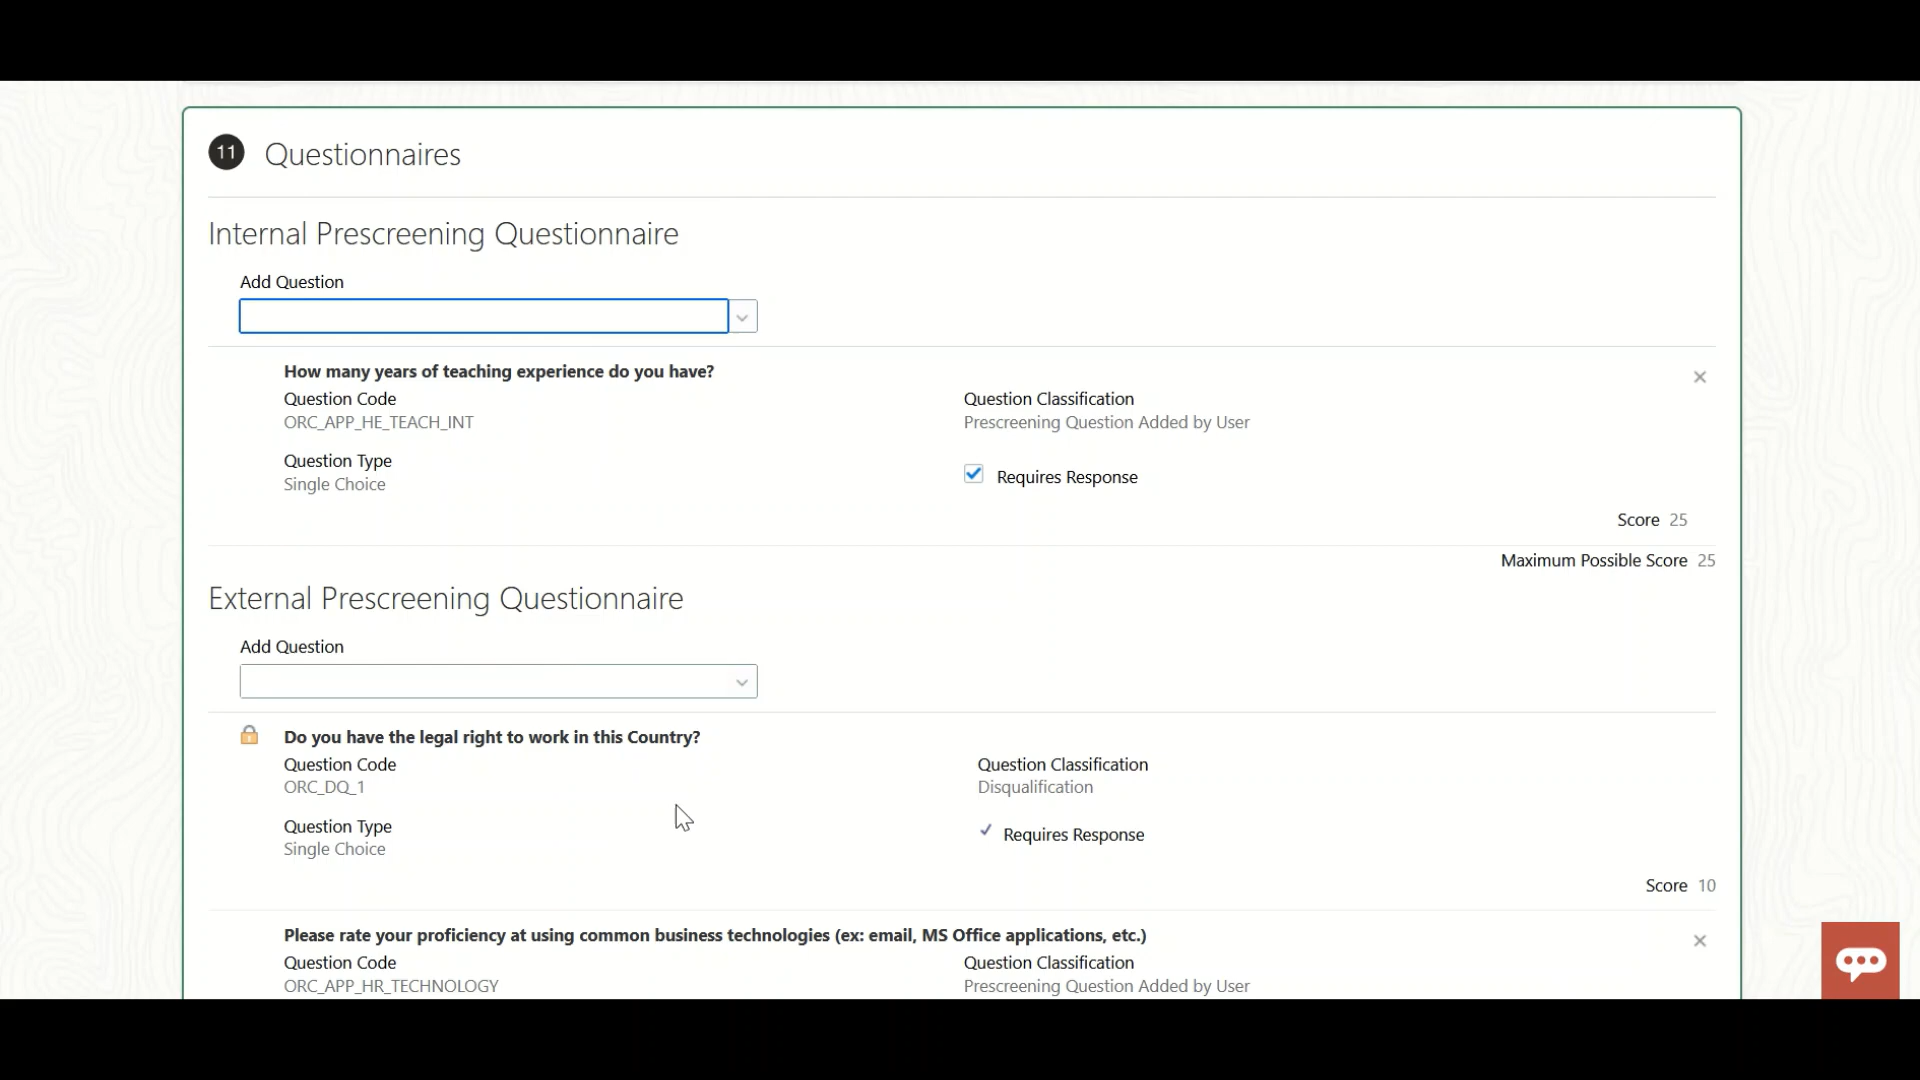 11 Questionnaires
Internal Prescreening Questionnaire
Add Question
How many years of teaching experience do you have?
Question Code
Question Classification
ORC_APP_HE_TEACH_INT
Prescreening Question Added by User
Question Type
Single Choice
Requires Response
Score 25
Maximum Possible Score 25
External Prescreening Questionnaire
Add Question
Do you have the legal right to work in this Country?
Question Code
Question Classification
ORC_DQ_1
Disqualification
Question Type
Single Choice
Requires Response
Score 10
Please rate your proficiency at using common business technologies (ex: email, MS Office applications, etc.)
Question Code
Question Classification
ORC_APP_HR_TECHNOLOGY
Prescreening Question Added by User